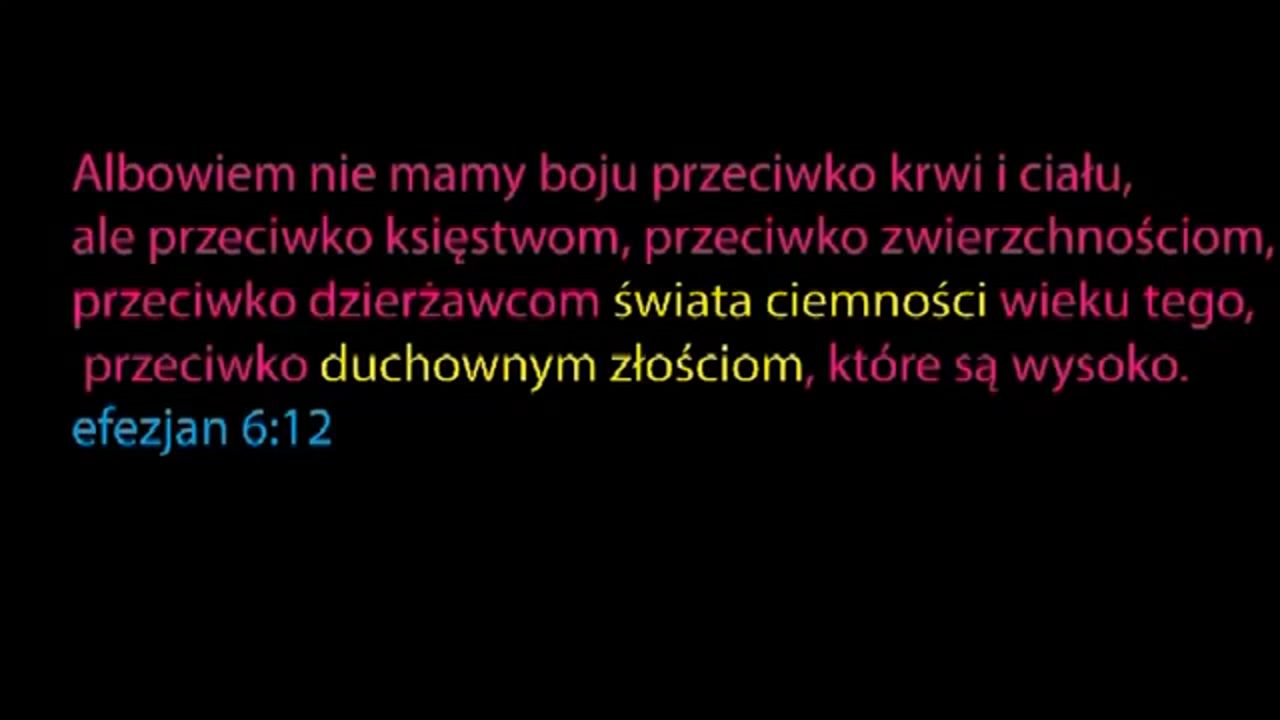 Albowiem nie mamy boju przeciwko krwi i ciału,
ale przeciwko księstwom, przeciwko zwierzchnościom,
przeciwko dzierżawcom świata ciemności wieku tego,
przeciwko duchownym złościom, które są wysoko.
efezjan 6:12